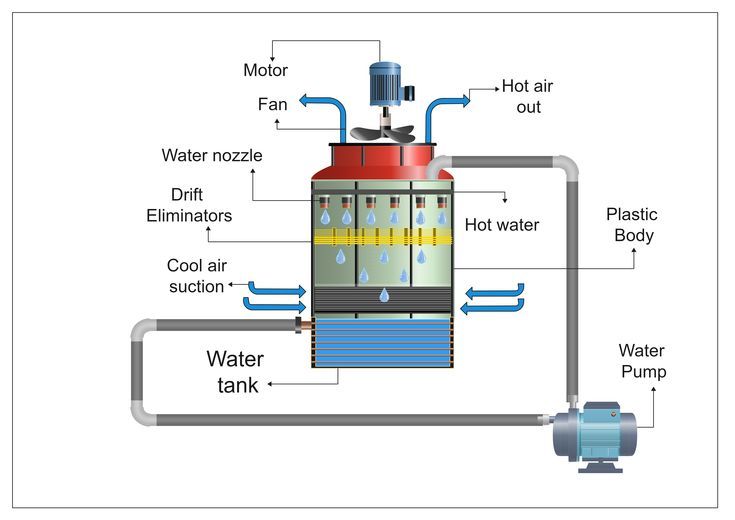 Motor
Hot air
out
Fan
Water nozzle
Drift
Eliminators
Hot water
Plastic
Body
Cool air
suction
Water
tank
Water
Pump